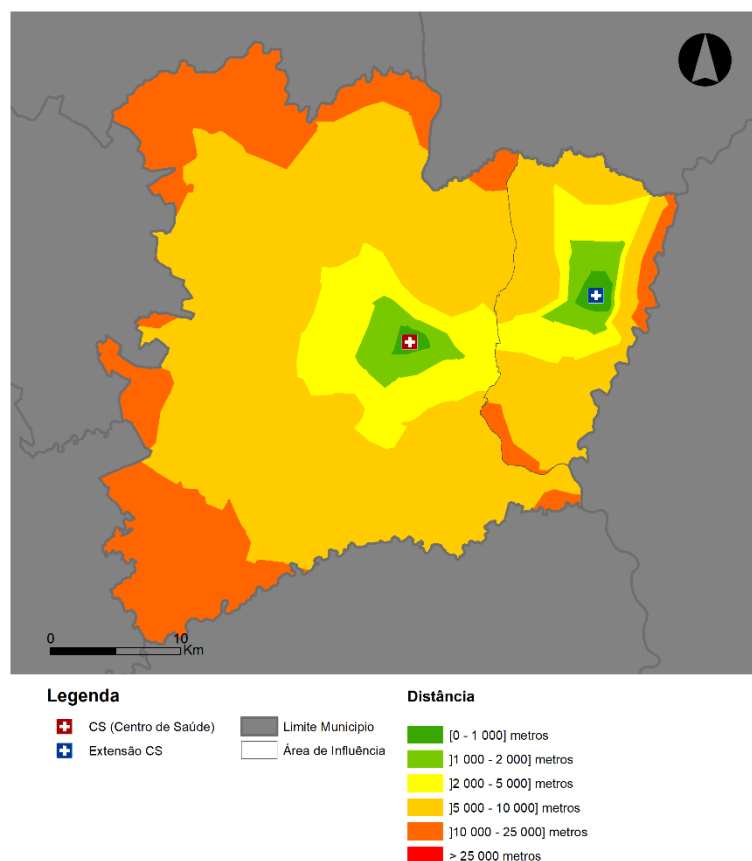 0 10
Km
Legenda
CS (Centro de Saúde)
Extensão CS
Limite Municipio
Área de Influência
Distância
[0 - 1 000] metros
]1 000 - 2 000] metros
]2 000 - 5 000] metros
]5 000 - 10 000] metros
]10 000 - 25 000] metros
> 25 000 metros